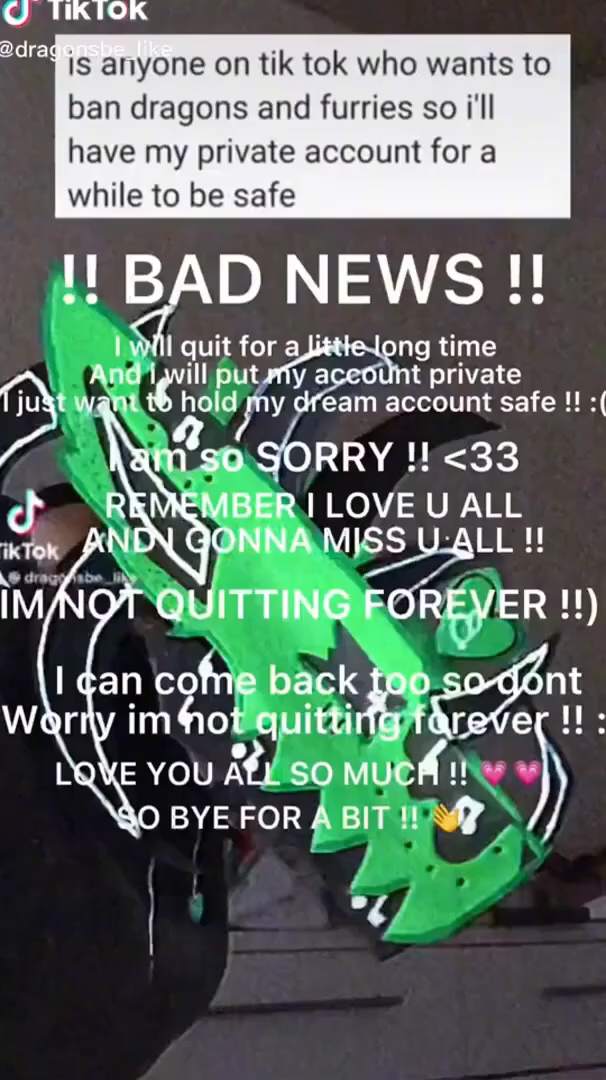 TikTok
@dragonsbe_like
is anyone on tik tok who wants to
ban dragons and furries so i'll
have my private account for a
while to be safe
!! BAD NEWS !!
I will quit for a little long time
And I will put my account private
I just want to hold my dream account safe !! :(
I am so SORRY !! <33
REMEMBER I LOVE U ALL
AND I GONNA MISS U ALL !!
TikTok
@dragonsbe_like
IM NOT QUITTING FOREVER !!)
I can come back too so dont
Worry im not quitting forever !! :
LOVE YOU ALL SO MUCH !! 💗💗
SO BYE FOR A BIT !! 👋